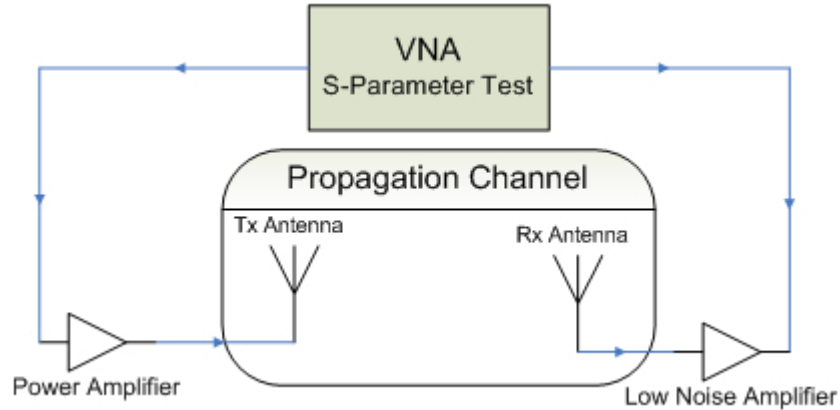 VNA
S-Parameter Test
Propagation Channel
Tx Antenna
Rx Antenna
Power Amplifier
Low Noise Amplifier